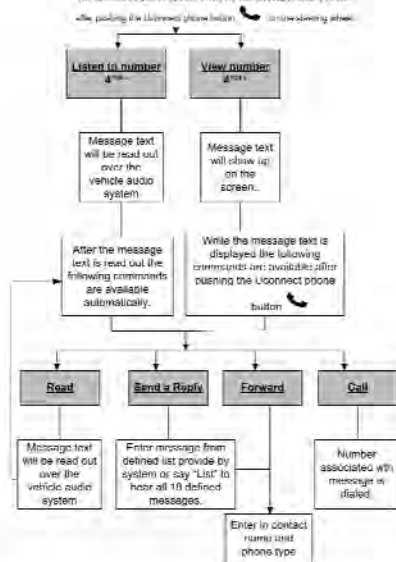 after pushing the Uconnect phone button on the steering wheel.
Listen to number
View number
Message text
will be read out
over the
vehicle audio
system
Message text
will show up
on the
screen..
After the message
text is read out the
following commands
are available
automatically.
While the message text is
displayed the following
commands are available after
pushing the Uconnect phone
button
Read
Send a Reply
Forward
Call
Message text
will be read out
over the
vehicle audio
system
Enter message from
defined list provide by
system or say "List" to
hear all 18 defined
messages.
Number
associated with
message is
dialed.
Enter in contact
name and
phone type